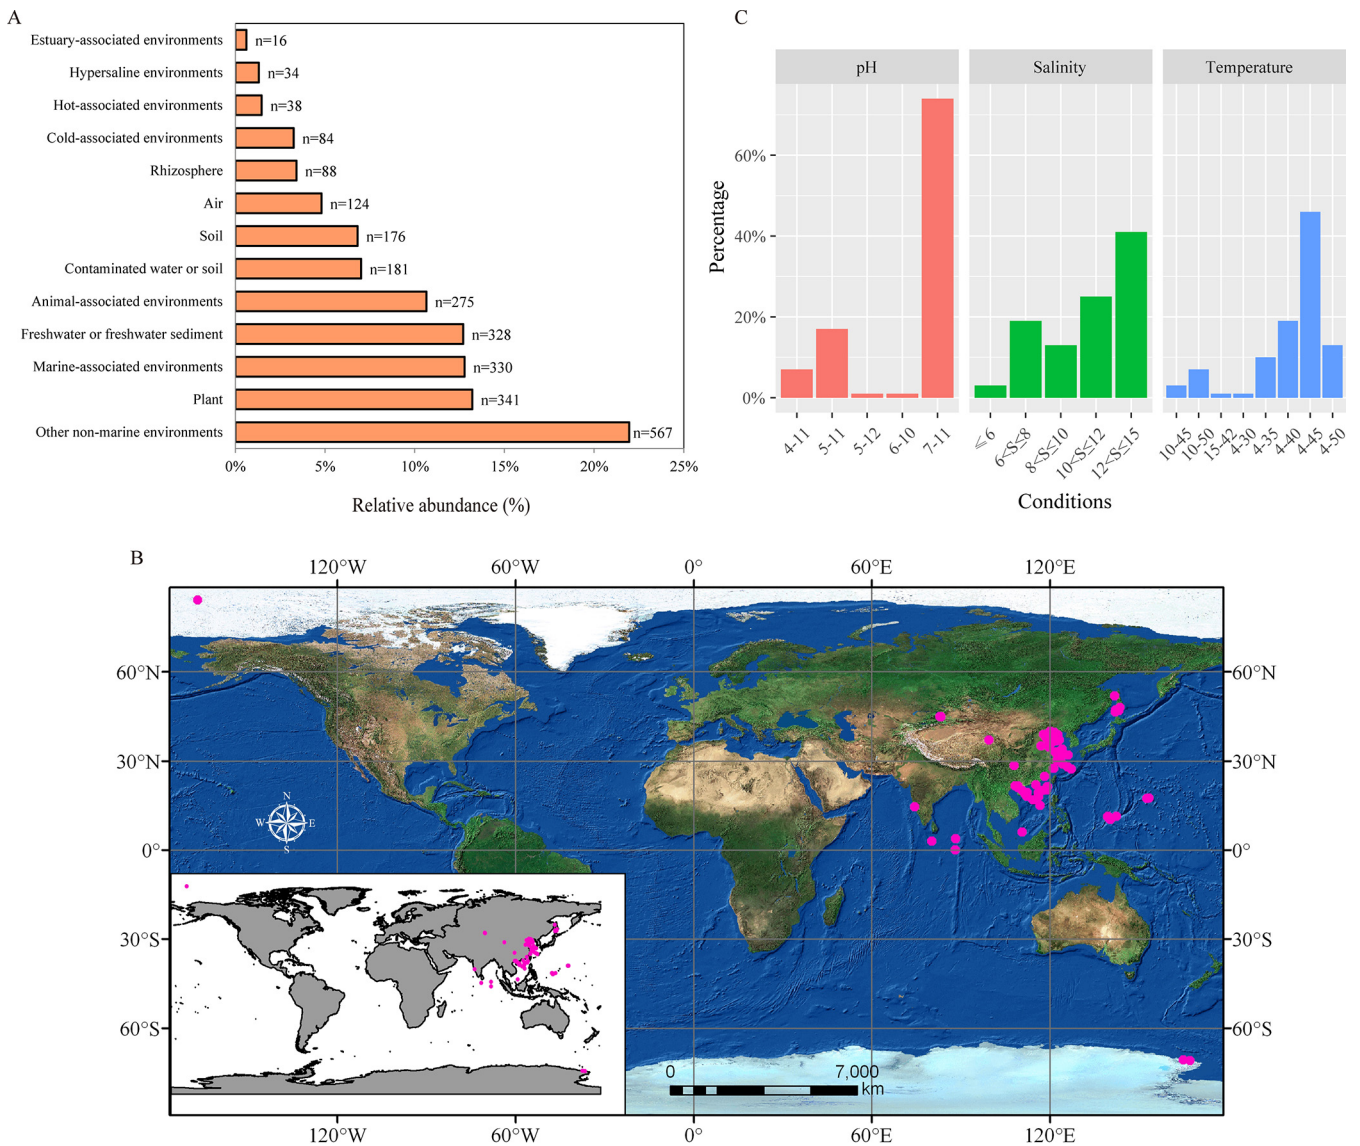 A
Estuary-associated environments
n=16
Hypersaline environments
n=34
Hot-associated environments
n=38
Cold-associated environments
n=84
Rhizosphere
n=88
Air
n=124
Soil
n=176
Contaminated water or soil
n=181
Animal-associated environments
n=275
Freshwater or freshwater sediment
n=328
Marine-associated environments
n=330
Plant
n=341
Other non-marine environments
n=567
0% 5% 10% 15% 20% 25%
Relative abundance (%)
C
pH Salinity Temperature
Percentage
60%
40%
20%
0%
4-11 5-11 5-12 6-10 7-11
≤ 6 6<S≤8 8<S≤10 10<S≤12 12<S≤15
10-45 10-50 15-42 4-30 4-35 4-40 4-45 4-50
Conditions
B
120°W 60°W 0° 60°E 120°E
60°N 60°N
30°N 30°N
0° 0°
30°S 30°S
60°S 60°S
N
W E
S
0 7,000
km
120°W 60°W 0° 60°E 120°E